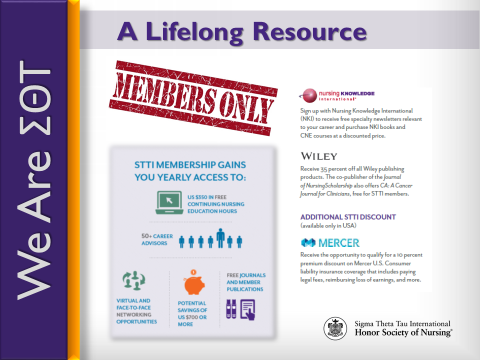 A Lifelong Resource
We Are ΣΘΤ
MEMBERS ONLY
STTI MEMBERSHIP GAINS
YOU YEARLY ACCESS TO:
US $350 IN FREE
CONTINUING NURSING
EDUCATION HOURS
50+ CAREER
ADVISORS
VIRTUAL AND
FACE-TO-FACE
NETWORKING
OPPORTUNITIES
POTENTIAL
SAVINGS OF
US $700 OR
MORE
FREE JOURNALS
AND MEMBER
PUBLICATIONS
nursing KNOWLEDGE
international
Sign up with Nursing Knowledge International
(NKI) to receive free specialty newsletters relevant
to your career and purchase NKI books and
CNE courses at a discounted price.
WILEY
Receive 35 percent off all Wiley publishing
products. The co-publisher of the Journal
of Nursing Scholarship also offers CA: A Cancer
Journal for Clinicians, free for STTI members.
ADDITIONAL STTI DISCOUNT
(available only in USA)
MERCER
Receive the opportunity to qualify for a 10 percent
premium discount on Mercer U.S. Consumer
liability insurance coverage that includes paying
legal fees, reimbursing loss of earnings, and more.
Sigma Theta Tau International
Honor Society of Nursing®